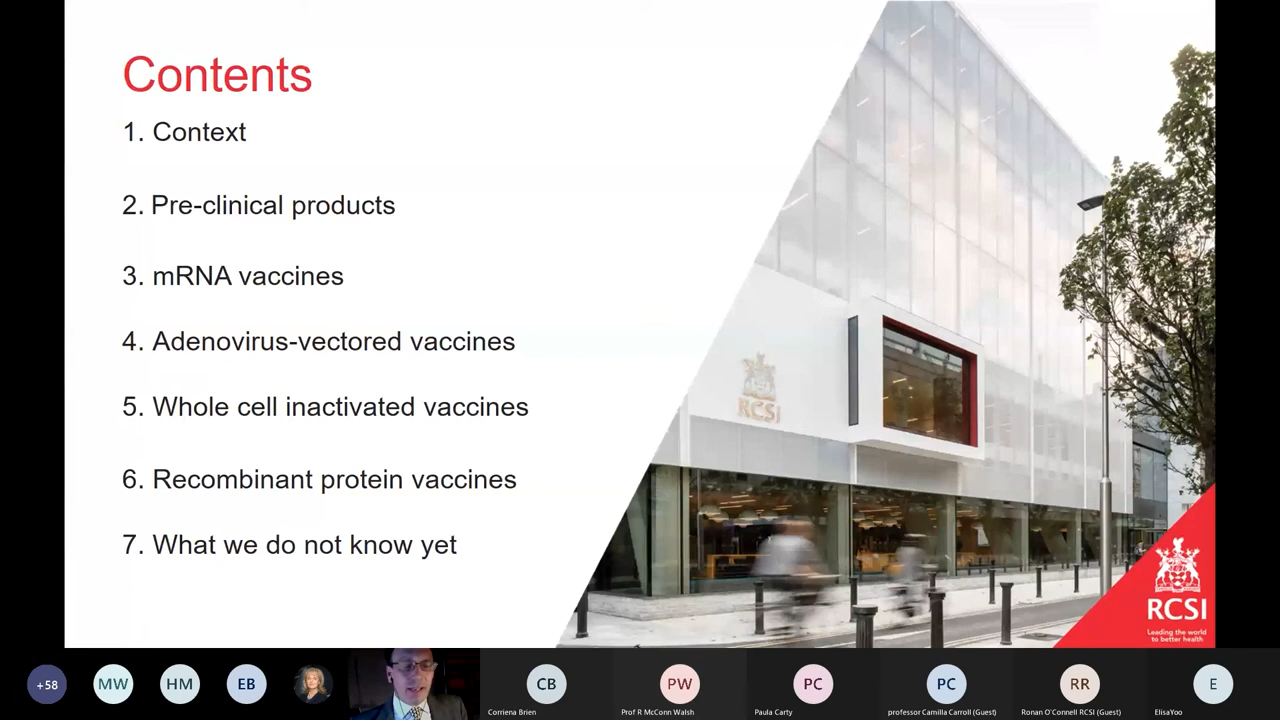 Contents
1. Context
2. Pre-clinical products
3. mRNA vaccines
4. Adenovirus-vectored vaccines
5. Whole cell inactivated vaccines
6. Recombinant protein vaccines
7. What we do not know yet
RCSI
RCSI
Leading the world
to better health
+58
MW
HM
EB
CB
PW
PC
PC
RR
E
Corriena Brien
Prof R McConn Walsh
Paula Carty
professor Camilla Carroll (Guest)
Ronan O'Connell RCSI (Guest)
ElisaYoo